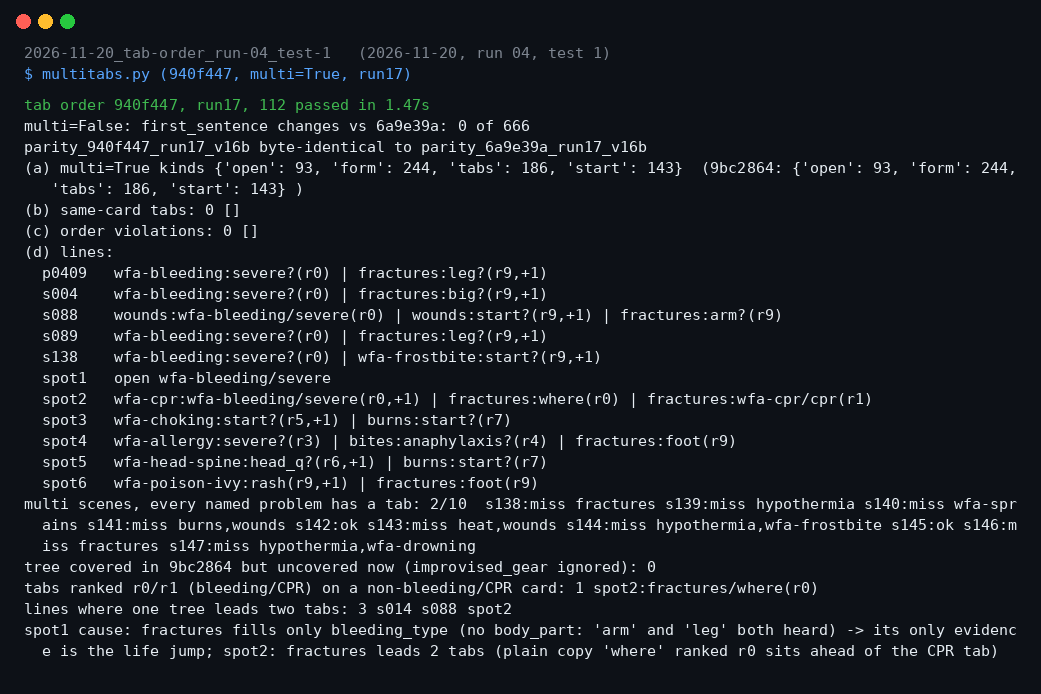 2026-11-20_tab-order_run-04_test-1   (2026-11-20, run 04, test 1)
$ multitabs.py (940f447, multi=True, run17)
tab order 940f447, run17, 112 passed in 1.47s
multi=False: first_sentence changes vs 6a9e39a: 0 of 666
parity_940f447_run17_v16b byte-identical to parity_6a9e39a_run17_v16b
(a) multi=True kinds {'open': 93, 'form': 244, 'tabs': 186, 'start': 143}  (9bc2864: {'open': 93, 'form': 244,
   'tabs': 186, 'start': 143} )
(b) same-card tabs: 0 []
(c) order violations: 0 []
(d) lines:
  p0409   wfa-bleeding:severe?(r0) | fractures:leg?(r9,+1)
  s004    wfa-bleeding:severe?(r0) | fractures:big?(r9,+1)
  s088    wounds:wfa-bleeding/severe(r0) | wounds:start?(r9,+1) | fractures:arm?(r9)
  s089    wfa-bleeding:severe?(r0) | fractures:leg?(r9,+1)
  s138    wfa-bleeding:severe?(r0) | wfa-frostbite:start?(r9,+1)
  spot1   open wfa-bleeding/severe
  spot2   wfa-cpr:wfa-bleeding/severe(r0,+1) | fractures:where(r0) | fractures:wfa-cpr/cpr(r1)
  spot3   wfa-choking:start?(r5,+1) | burns:start?(r7)
  spot4   wfa-allergy:severe?(r3) | bites:anaphylaxis?(r4) | fractures:foot(r9)
  spot5   wfa-head-spine:head_q?(r6,+1) | burns:start?(r7)
  spot6   wfa-poison-ivy:rash(r9,+1) | fractures:foot(r9)
multi scenes, every named problem has a tab: 2/10  s138:miss fractures s139:miss hypothermia s140:miss wfa-spr
  ains s141:miss burns,wounds s142:ok s143:miss heat,wounds s144:miss hypothermia,wfa-frostbite s145:ok s146:m
  iss fractures s147:miss hypothermia,wfa-drowning
tree covered in 9bc2864 but uncovered now (improvised_gear ignored): 0
tabs ranked r0/r1 (bleeding/CPR) on a non-bleeding/CPR card: 1 spot2:fractures/where(r0)
lines where one tree leads two tabs: 3 s014 s088 spot2
spot1 cause: fractures fills only bleeding_type (no body_part: 'arm' and 'leg' both heard) -> its only evidenc
  e is the life jump; spot2: fractures leads 2 tabs (plain copy 'where' ranked r0 sits ahead of the CPR tab)